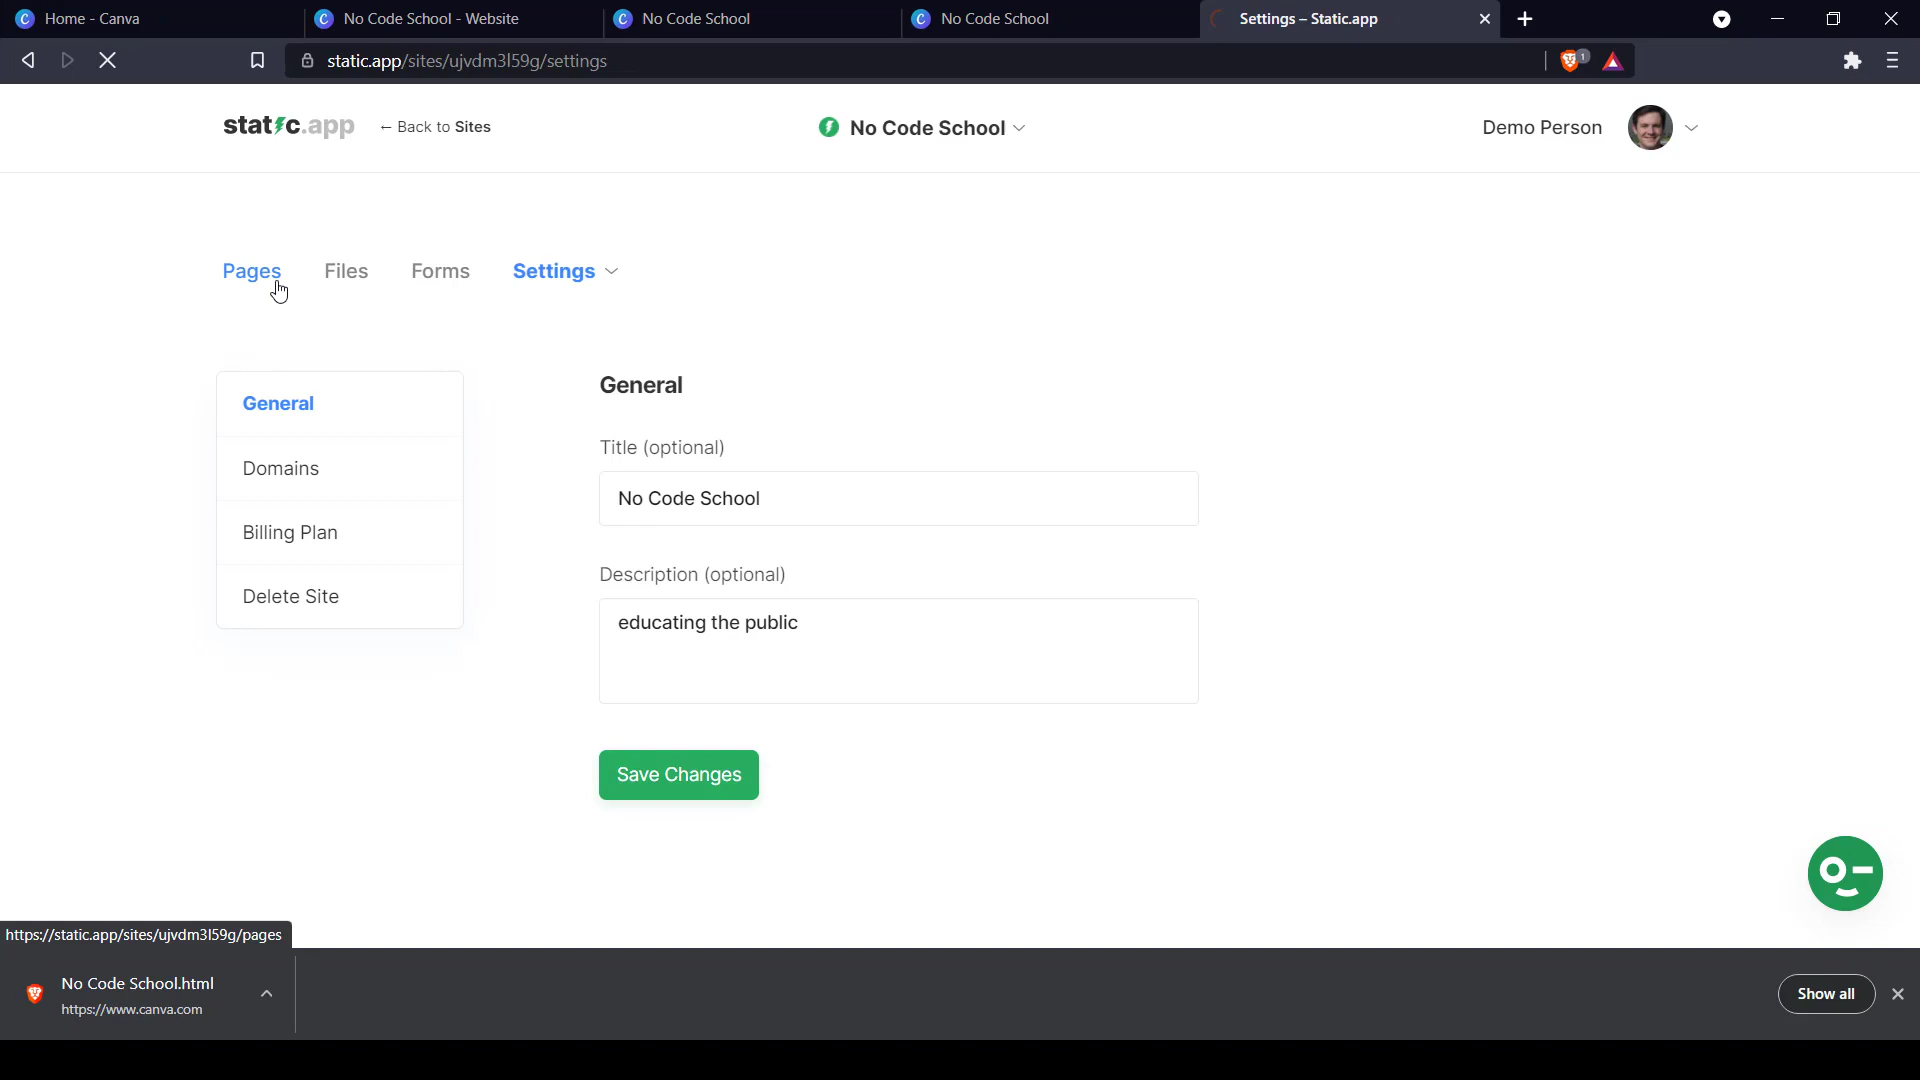 Home - Canva
No Code School - Website
No Code School
No Code School
Settings – Static.app
static.app/sites/ujvdm3l59g/settings
1
static.app
← Back to Sites
No Code School
Demo Person
Pages
Files
Forms
Settings
General
Domains
Billing Plan
Delete Site
General
Title (optional)
No Code School
Description (optional)
educating the public
Save Changes
https://static.app/sites/ujvdm3l59g/pages
No Code School.html
https://www.canva.com
Show all